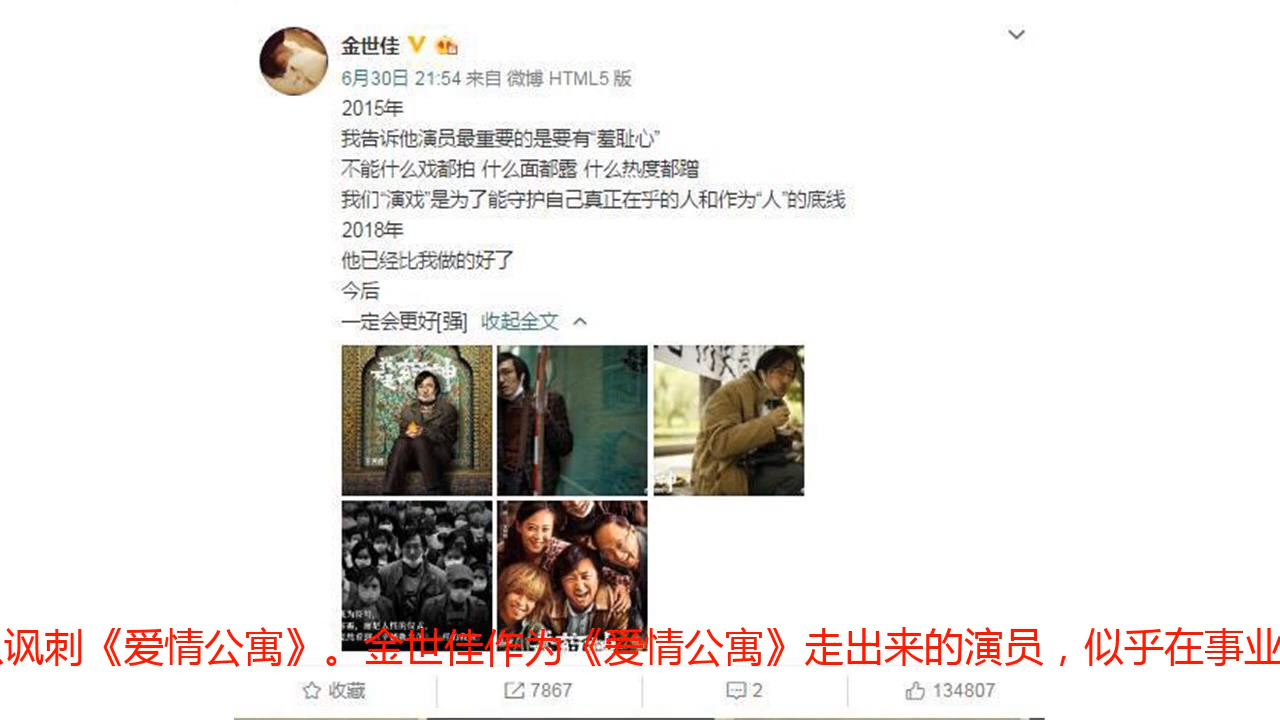 金世佳
6月30日 21:54 来自 微博 HTML5 版
2015年
我告诉他演员最重要的是要有“羞耻心”
不能什么戏都拍 什么面都露 什么热度都蹭
我们“演戏”是为了能守护自己真正在乎的人和作为“人”的底线
2018年
他已经比我做的好了
今后
一定会更好[强] 收起全文
我不是药神
讽刺《爱情公寓》。金世佳作为《爱情公寓》走出来的演员，似乎在事业
收藏 7867 2 134807